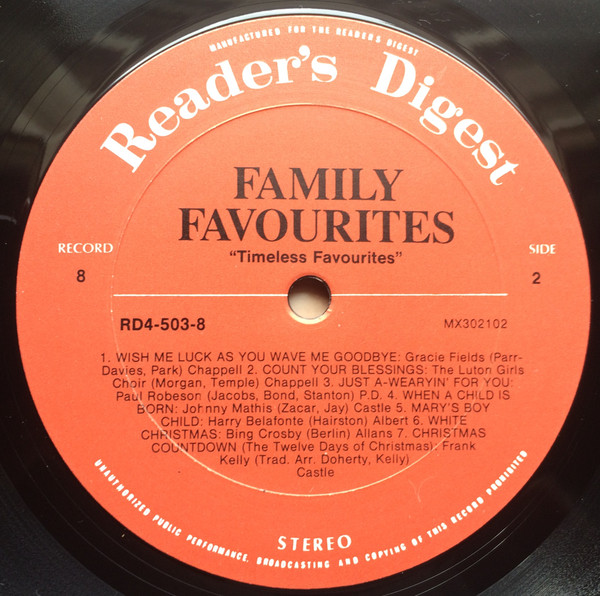 MANUFACTURED FOR THE READER'S DIGEST
Reader's Digest
FAMILY
FAVOURITES
"Timeless Favourites"
RECORD
8
SIDE
2
RD4-503-8
MX302102
1. WISH ME LUCK AS YOU WAVE ME GOODBYE: Gracie Fields (Parr-
Davies, Park) Chappell 2. COUNT YOUR BLESSINGS: The Luton Girls
Choir (Morgan, Temple) Chappell 3. JUST A-WEARYIN' FOR YOU:
Paul Robeson (Jacobs, Bond, Stanton) P.D. 4. WHEN A CHILD IS
BORN: Johnny Mathis (Zacar, Jay) Castle 5. MARY'S BOY
CHILD: Harry Belafonte (Hairston) Albert 6. WHITE
CHRISTMAS: Bing Crosby (Berlin) Allans 7. CHRISTMAS
COUNTDOWN (The Twelve Days of Christmas): Frank
Kelly (Trad. Arr. Doherty, Kelly)
Castle
STEREO
UNAUTHORIZED PUBLIC PERFORMANCE, BROADCASTING AND COPYING OF THIS RECORD PROHIBITED